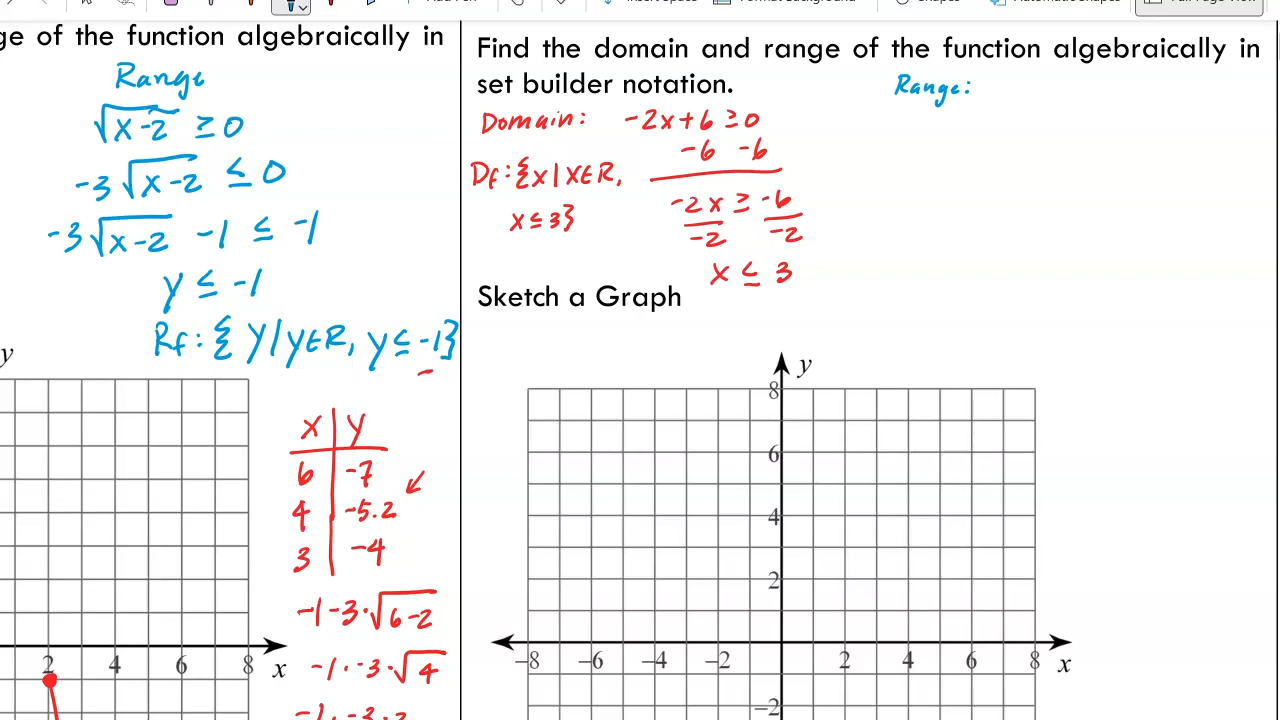 ge of the function algebraically in
Range
√x-2 ≥ 0
-3√x-2 ≤ 0
-3√x-2 -1 ≤ -1
y ≤ -1
Rf: { y | y∈R, y ≤ -1}
y
x | y
6 | -7
4 | -5.2
3 | -4
-1-3·√6-2
-1·-3·√4
2 4 6 8 x
Find the domain and range of the function algebraically in
set builder notation.
Range:
Domain: -2x+6 ≥ 0
-6 -6
Df: {x | x∈R,
x ≤ 3}
-2x ≥ -6
-2 -2
x ≤ 3
Sketch a Graph
y
8
6
4
2
-8 -6 -4 -2 2 4 6 8 x
-2